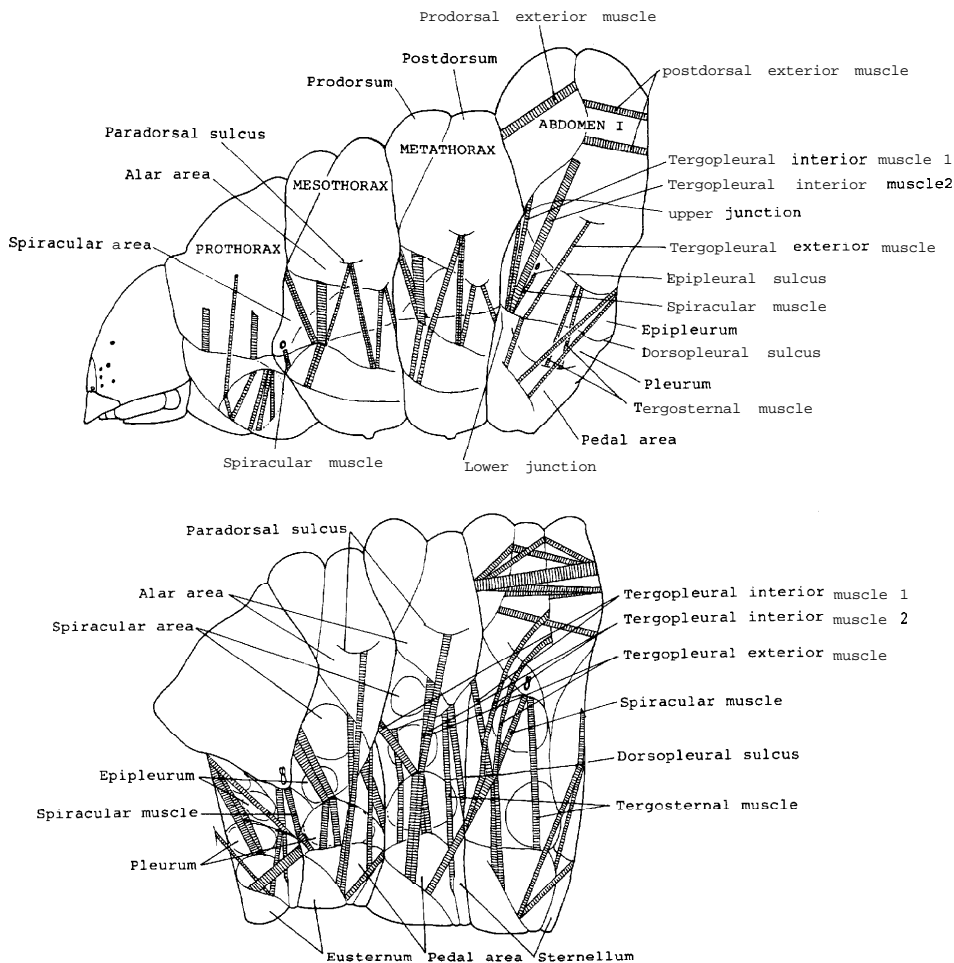 Prodorsal exterior muscle
Postdorsum
postdorsal exterior muscle
Prodorsum
ABDOMEN I
Paradorsal sulcus
METATHORAX
Tergopleural interior muscle 1
Alar area
MESOTHORAX
Tergopleural interior muscle2
upper junction
Spiracular area
PROTHORAX
Tergopleural exterior muscle
Epipleural sulcus
Spiracular muscle
Epipleurum
Dorsopleural sulcus
Pleurum
Tergosternal muscle
Pedal area
Spiracular muscle
Lower junction
Paradorsal sulcus
Alar area
Tergopleural interior muscle 1
Spiracular area
Tergopleural interior muscle 2
Tergopleural exterior muscle
Spiracular muscle
Dorsopleural sulcus
Epipleurum
Tergosternal muscle
Spiracular muscle
Pleurum
Eusternum Pedal area Sternellum